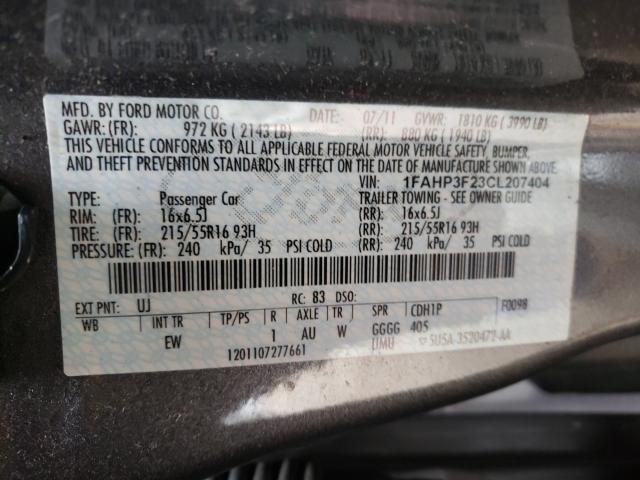 MFD. BY FORD MOTOR CO. DATE: 07/11 GVWR: 1810 KG ( 3990 LB)
GAWR: (FR): 972 KG ( 2143 LB) (RR): 880 KG ( 1940 LB)
THIS VEHICLE CONFORMS TO ALL APPLICABLE FEDERAL MOTOR VEHICLE SAFETY, BUMPER,
AND THEFT PREVENTION STANDARDS IN EFFECT ON THE DATE OF MANUFACTURE SHOWN ABOVE.
VIN: 1FAHP3F23CL207404
TYPE: Passenger Car TRAILER TOWING - SEE OWNER GUIDE
RIM: (FR): 16x6.5J (RR): 16x6.5J
TIRE: (FR): 215/55R16 93H (RR): 215/55R16 93H
PRESSURE: (FR): 240 kPa/ 35 PSI COLD (RR): 240 kPa/ 35 PSI COLD
EXT PNT: UJ RC: 83 DSO: F0098
WB INT TR TP/PS R AXLE TR SPR CDH1P
EW 1 AU W GGGG 405
1201107277661 UMU 5U5A-3520472-AA